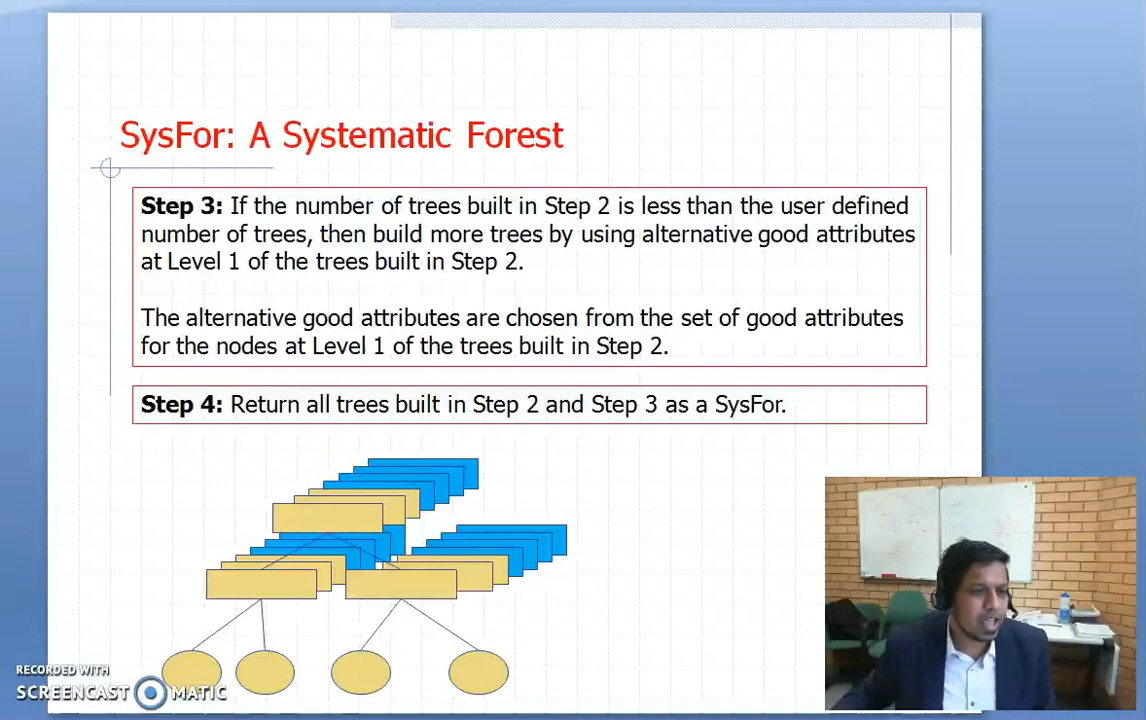 SysFor: A Systematic Forest
Step 3: If the number of trees built in Step 2 is less than the user defined
number of trees, then build more trees by using alternative good attributes
at Level 1 of the trees built in Step 2.
The alternative good attributes are chosen from the set of good attributes
for the nodes at Level 1 of the trees built in Step 2.
Step 4: Return all trees built in Step 2 and Step 3 as a SysFor.
RECORDED WITH
SCREENCAST MATIC